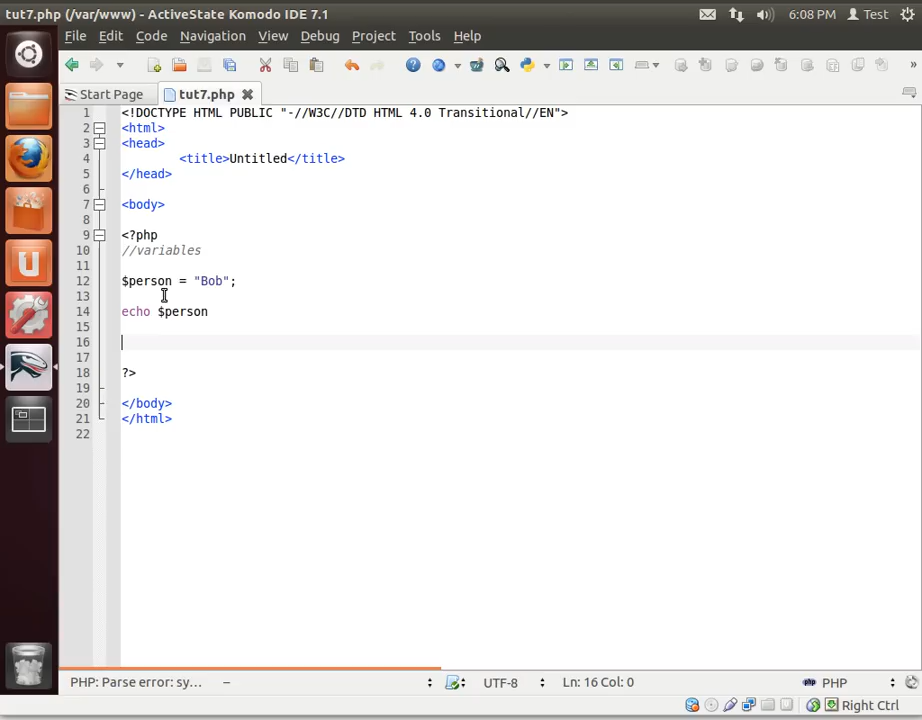 tut7.php (/var/www) - ActiveState Komodo IDE 7.1
6:08 PM
Test
File Edit Code Navigation View Debug Project Tools Help
»
Start Page
tut7.php
1 <!DOCTYPE HTML PUBLIC "-//W3C//DTD HTML 4.0 Transitional//EN">
2 <html>
3 <head>
4 <title>Untitled</title>
5 </head>
6
7 <body>
8
9 <?php
10 //variables
11
12 $person = "Bob";
13
14 echo $person
15
16
17
18 ?>
19
20 </body>
21 </html>
22
PHP: Parse error: sy... – UTF-8 Ln: 16 Col: 0 php PHP
Right Ctrl